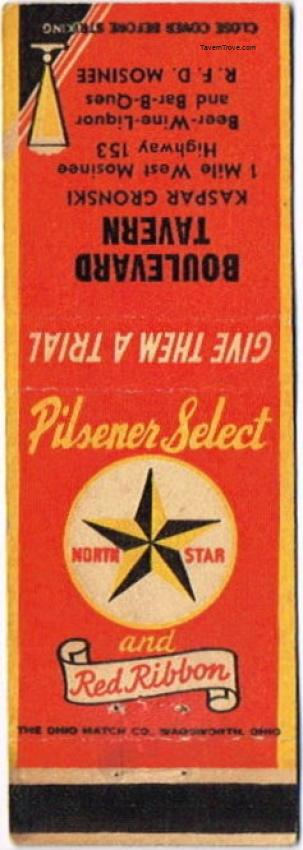 TavernTrove.com
Pilsener Select
NORTH STAR
and
Red Ribbon
THE OHIO MATCH CO., WADSWORTH, OHIO
GIVE THEM A TRIAL
BOULEVARD
TAVERN
KASPAR GRONSKI
1 Mile West Mosinee
Highway 153
Beer-Wine-Liquor
and Bar-B-Ques
R. F. D. MOSINEE
CLOSE COVER BEFORE STRIKING